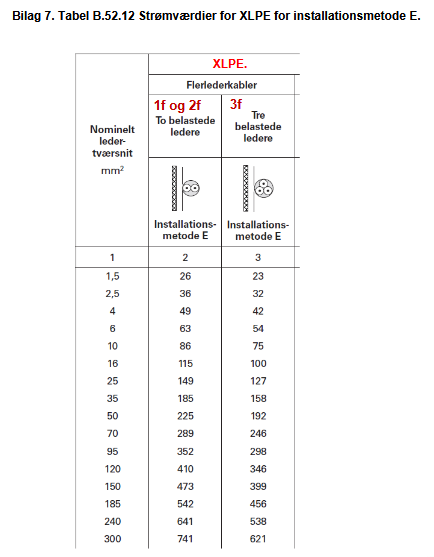 Bilag 7. Tabel B.52.12 Strømværdier for XLPE for installationsmetode E.
XLPE.
Flerlederkabler
Nominelt
leder-
tværsnit
mm²
1f og 2f
To belastede
ledere
3f
Tre
belastede
ledere
Installations-
metode E
Installations-
metode E
1 2 3
1,5 26 23
2,5 36 32
4 49 42
6 63 54
10 86 75
16 115 100
25 149 127
35 185 158
50 225 192
70 289 246
95 352 298
120 410 346
150 473 399
185 542 456
240 641 538
300 741 621